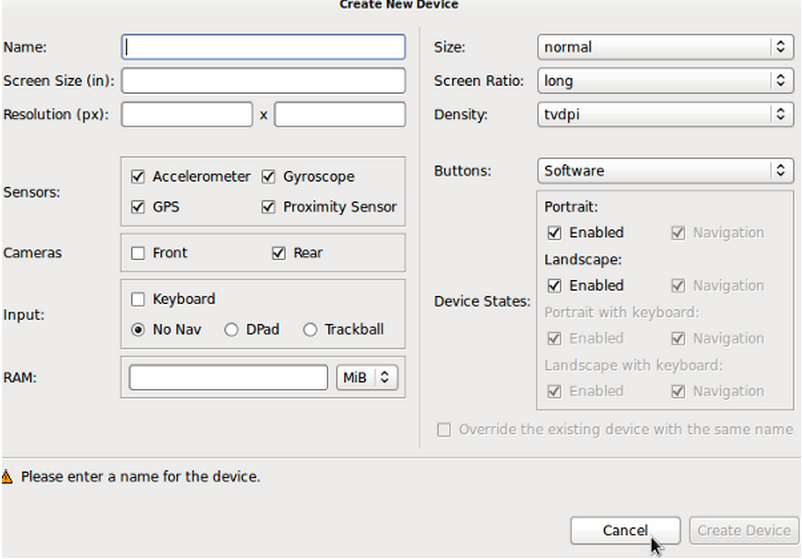 Create New Device
Name:
Screen Size (in):
Resolution (px):
x
Sensors:
Accelerometer
Gyroscope
GPS
Proximity Sensor
Cameras
Front
Rear
Input:
Keyboard
No Nav
DPad
Trackball
RAM:
MiB
Size:
normal
Screen Ratio:
long
Density:
tvdpi
Buttons:
Software
Device States:
Portrait:
Enabled
Navigation
Landscape:
Enabled
Navigation
Portrait with keyboard:
Enabled
Navigation
Landscape with keyboard:
Enabled
Navigation
Override the existing device with the same name
Please enter a name for the device.
Cancel
Create Device